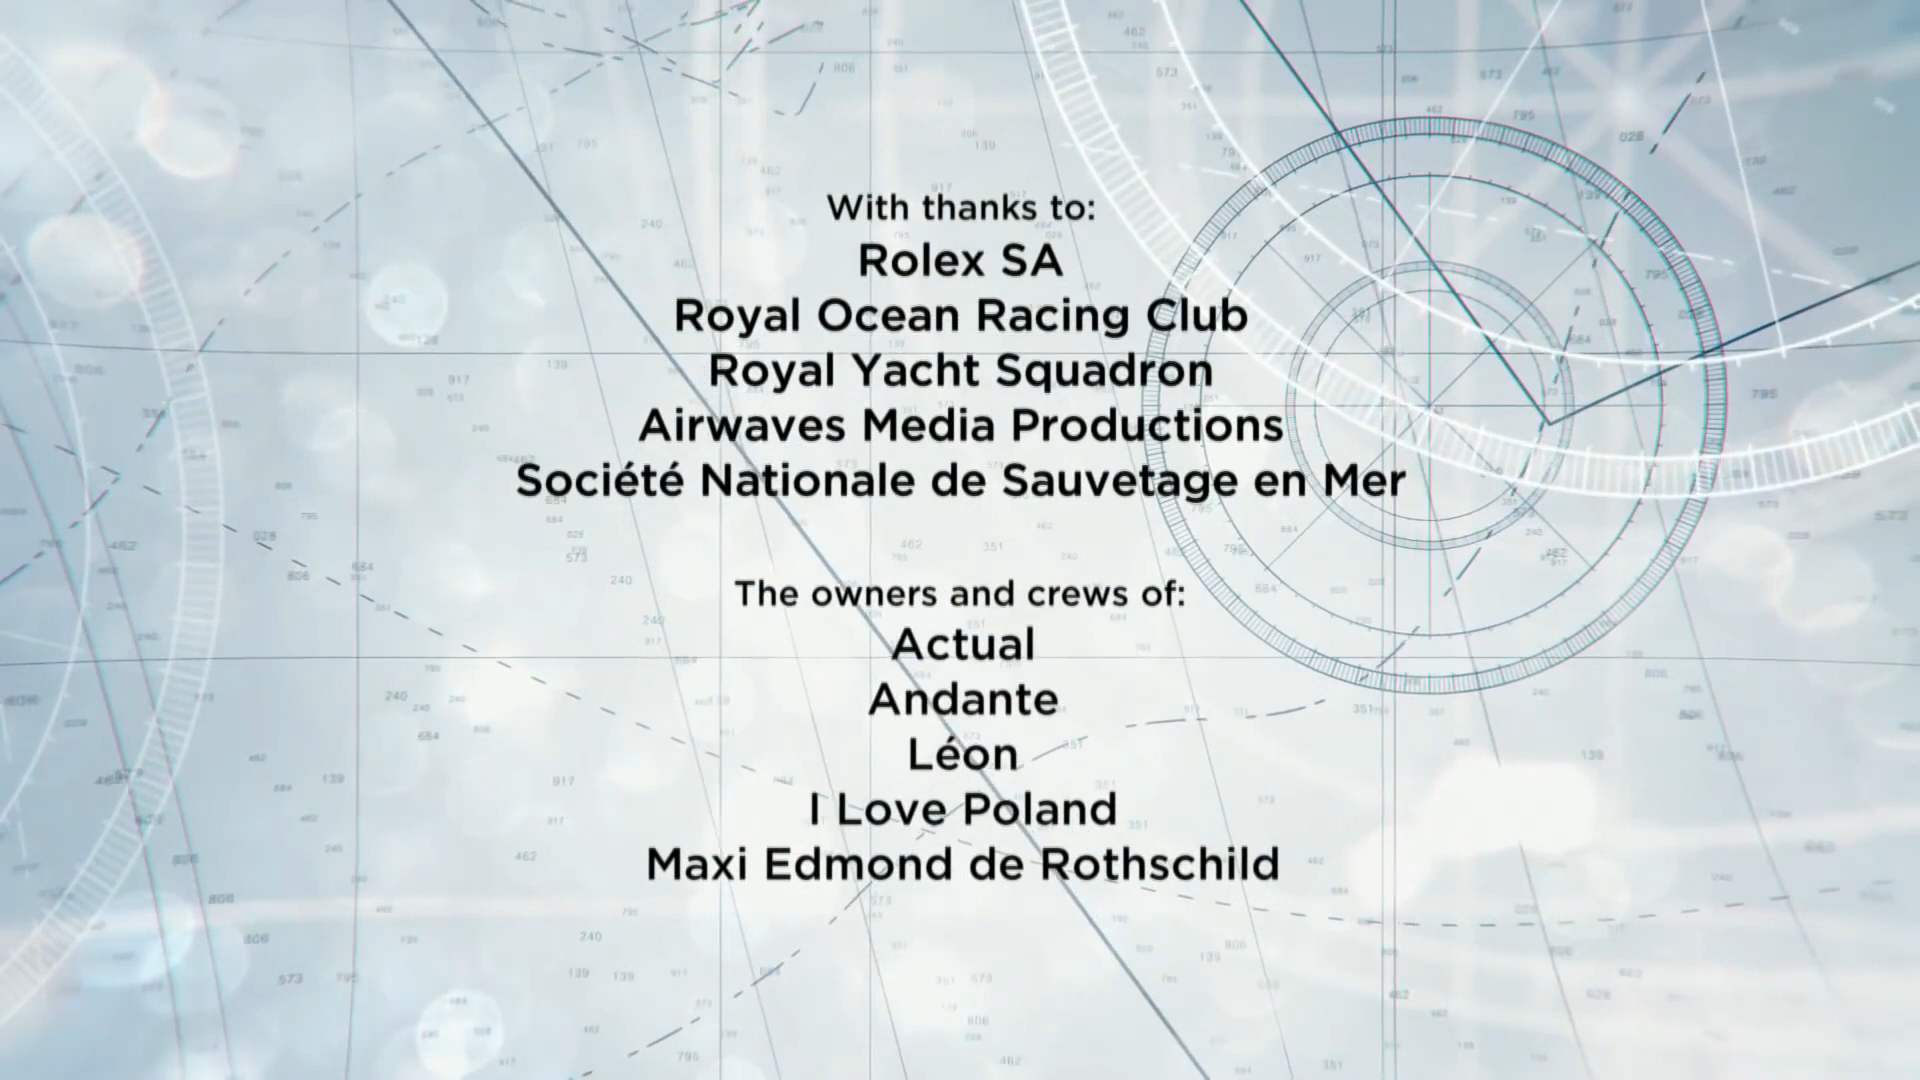 With thanks to:
Rolex SA
Royal Ocean Racing Club
Royal Yacht Squadron
Airwaves Media Productions
Société Nationale de Sauvetage en Mer
The owners and crews of:
Actual
Andante
Léon
I Love Poland
Maxi Edmond de Rothschild